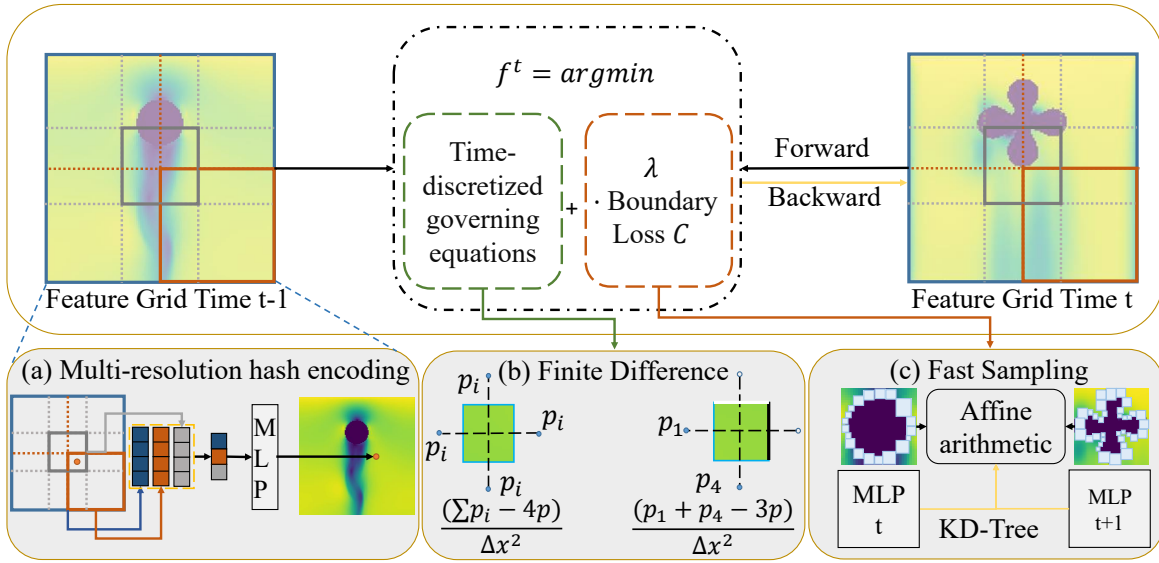 f^t = argmin
Time-
discretized
governing
equations
+
λ
· Boundary
Loss C
Forward
Backward
Feature Grid Time t-1
Feature Grid Time t
(a) Multi-resolution hash encoding
M
L
P
(b) Finite Difference
p_i
p_i
p_i
p_i
(∑p_i − 4p)
Δx²
p_1
p_4
(p_1 + p_4 − 3p)
Δx²
(c) Fast Sampling
Affine
arithmetic
MLP
t
KD-Tree
MLP
t+1